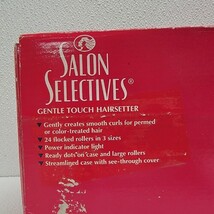 SALON
SELECTIVES®
GENTLE TOUCH HAIRSETTER
• Gently creates smooth curls for permed
or color-treated hair
• 24 flocked rollers in 3 sizes
• Power indicator light
• Ready dots on case and large rollers
• Streamlined case with see-through cover